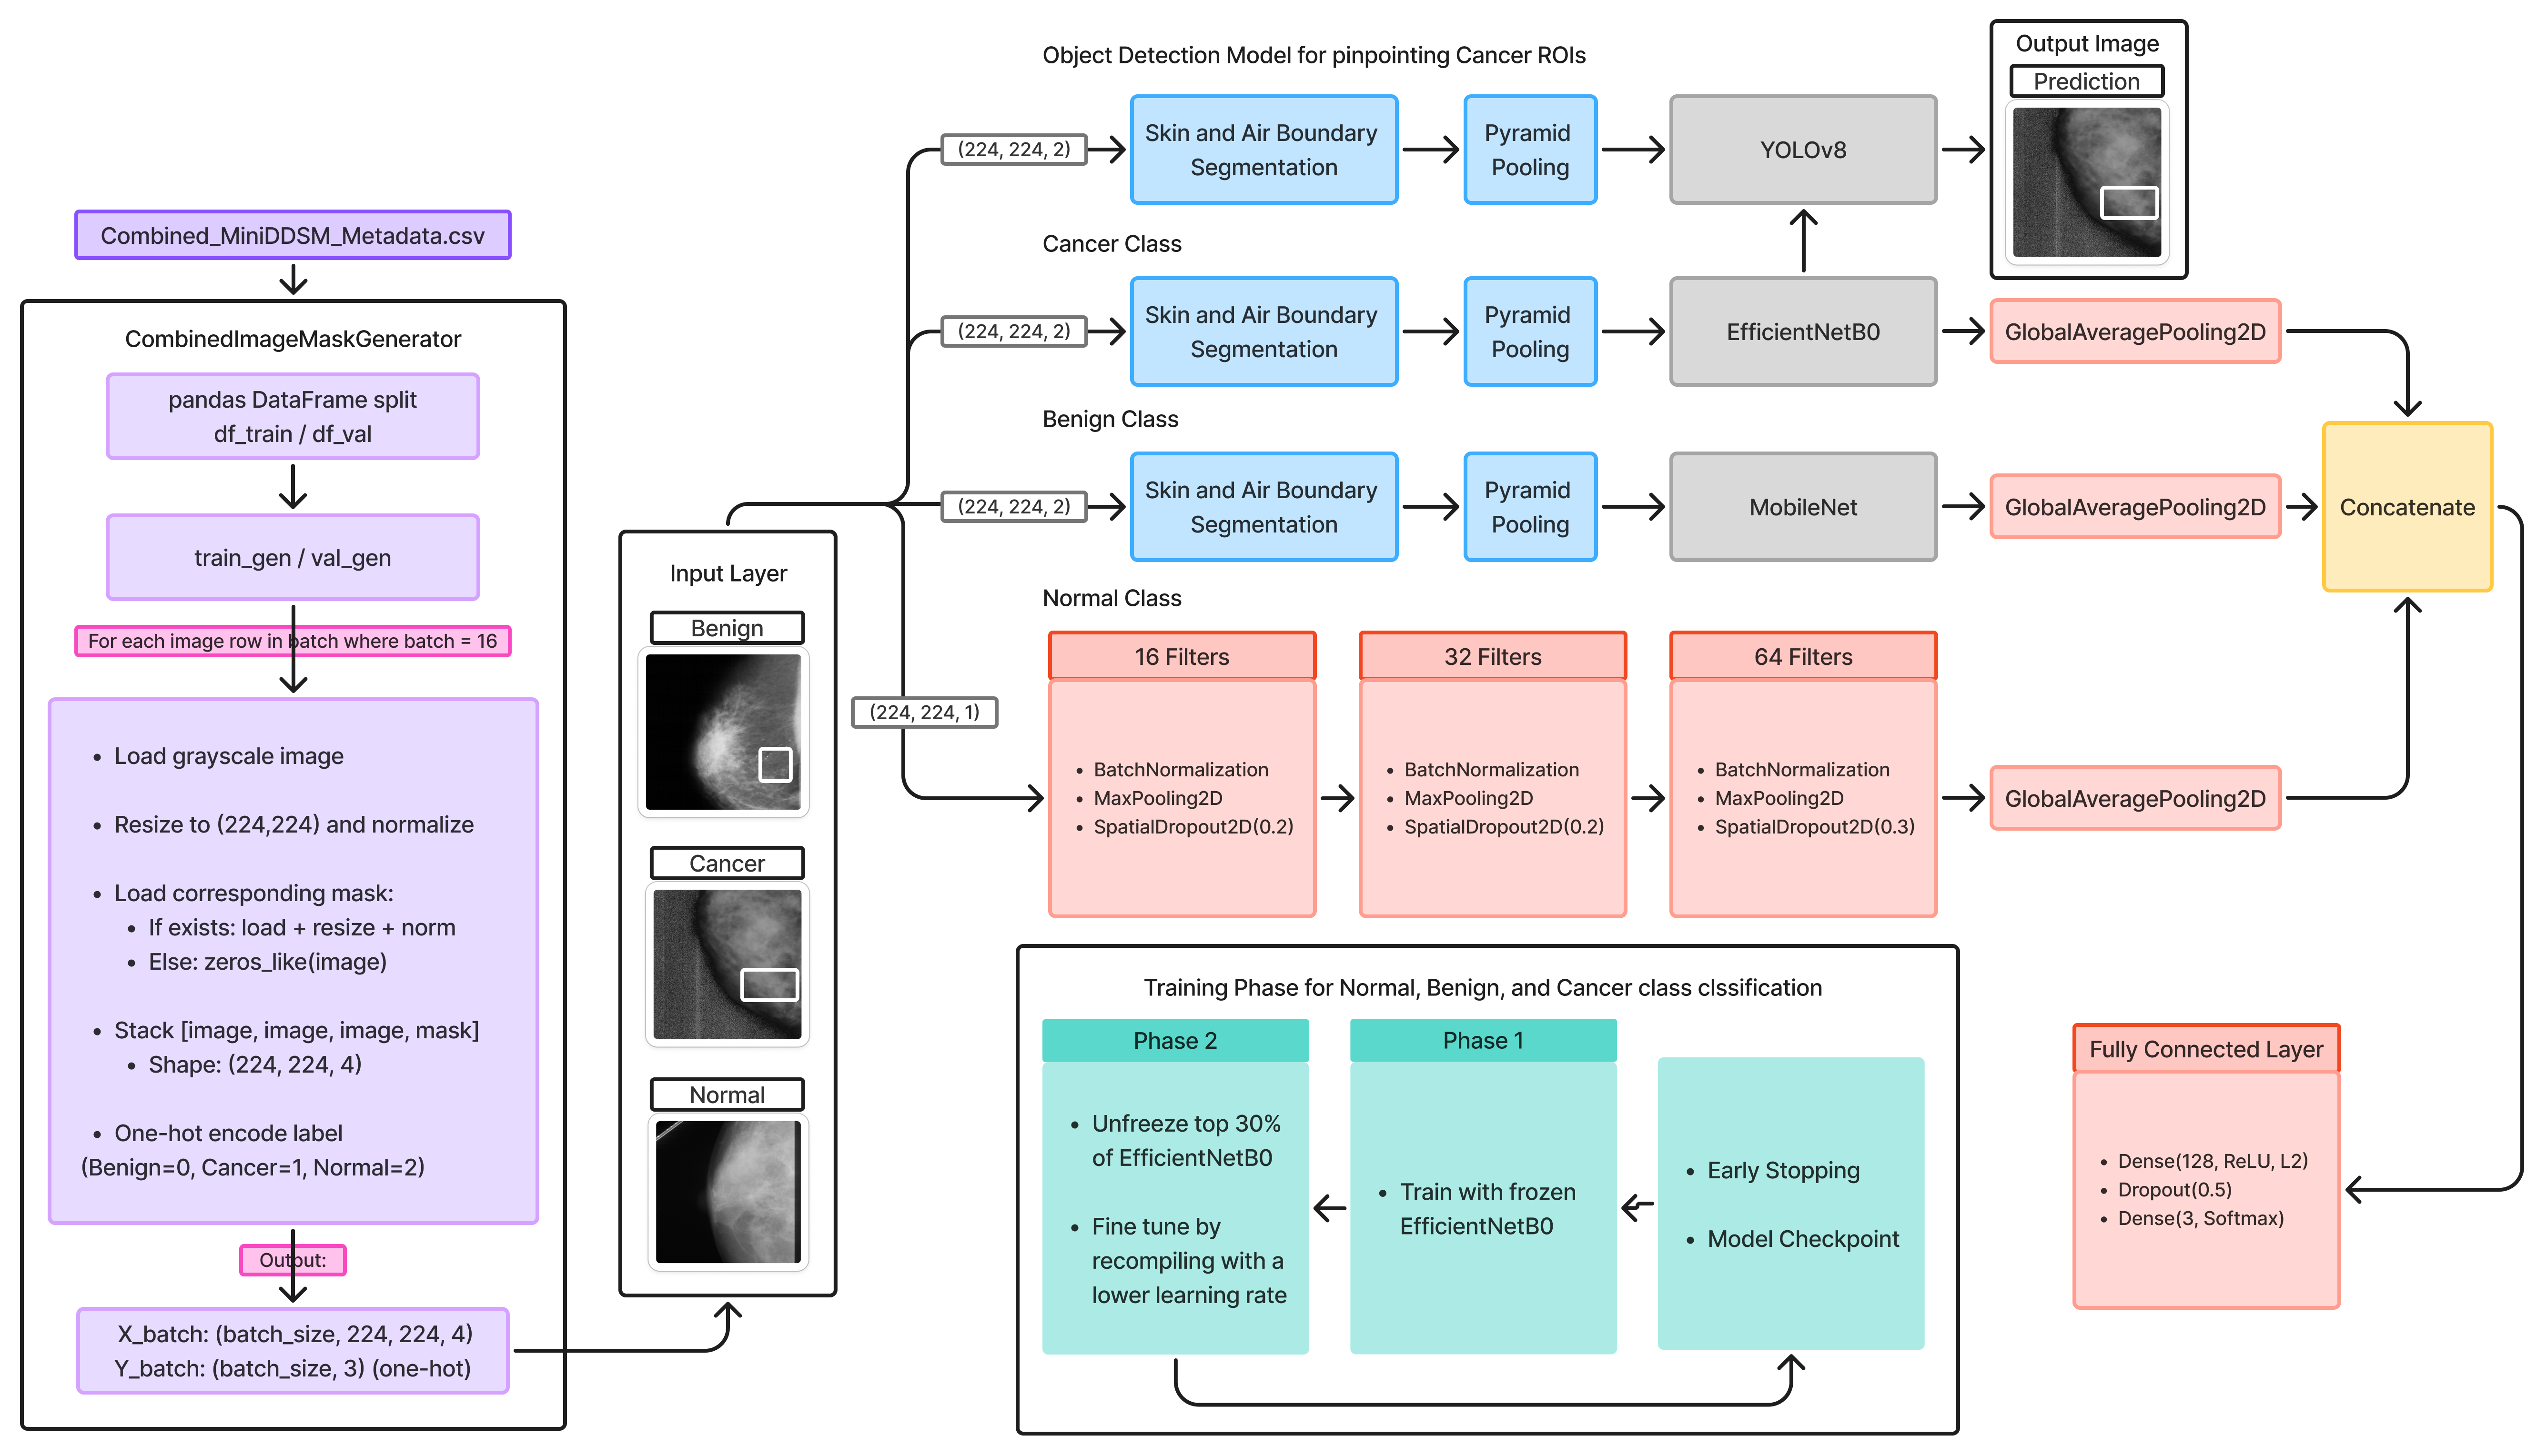 Combined_MiniDDSM_Metadata.csv
CombinedImageMaskGenerator
pandas DataFrame split
df_train / df_val
train_gen / val_gen
For each image row in batch where batch = 16
• Load grayscale image
• Resize to (224,224) and normalize
• Load corresponding mask:
• If exists: load + resize + norm
• Else: zeros_like(image)
• Stack [image, image, image, mask]
• Shape: (224, 224, 4)
• One-hot encode label
(Benign=0, Cancer=1, Normal=2)
Output:
X_batch: (batch_size, 224, 224, 4)
Y_batch: (batch_size, 3) (one-hot)
Input Layer
Benign
Cancer
Normal
Object Detection Model for pinpointing Cancer ROIs
(224, 224, 2)
Skin and Air Boundary
Segmentation
Pyramid
Pooling
YOLOv8
Output Image
Prediction
Cancer Class
(224, 224, 2)
Skin and Air Boundary
Segmentation
Pyramid
Pooling
EfficientNetB0
GlobalAveragePooling2D
Benign Class
(224, 224, 2)
Skin and Air Boundary
Segmentation
Pyramid
Pooling
MobileNet
GlobalAveragePooling2D
Concatenate
Normal Class
(224, 224, 1)
16 Filters
• BatchNormalization
• MaxPooling2D
• SpatialDropout2D(0.2)
32 Filters
• BatchNormalization
• MaxPooling2D
• SpatialDropout2D(0.2)
64 Filters
• BatchNormalization
• MaxPooling2D
• SpatialDropout2D(0.3)
GlobalAveragePooling2D
Training Phase for Normal, Benign, and Cancer class clssification
Phase 2
• Unfreeze top 30%
of EfficientNetB0
• Fine tune by
recompiling with a
lower learning rate
Phase 1
• Train with frozen
EfficientNetB0
• Early Stopping
• Model Checkpoint
Fully Connected Layer
• Dense(128, ReLU, L2)
• Dropout(0.5)
• Dense(3, Softmax)